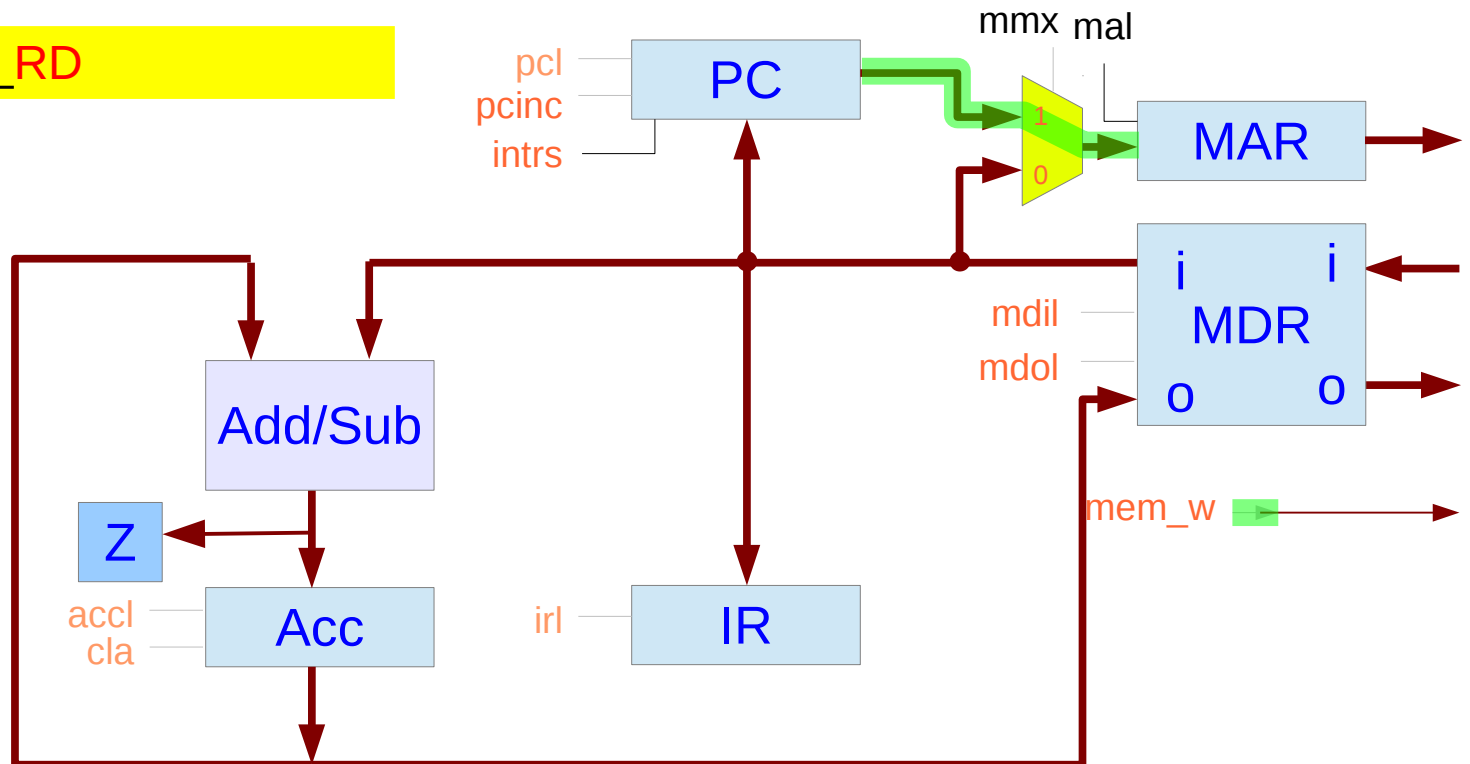 _RD
mmx
mal
pcl
pcinc
intrs
PC
1
0
MAR
i
i
mdil
MDR
mdol
o
o
Add/Sub
mem_w
Z
accl
cla
Acc
irl
IR